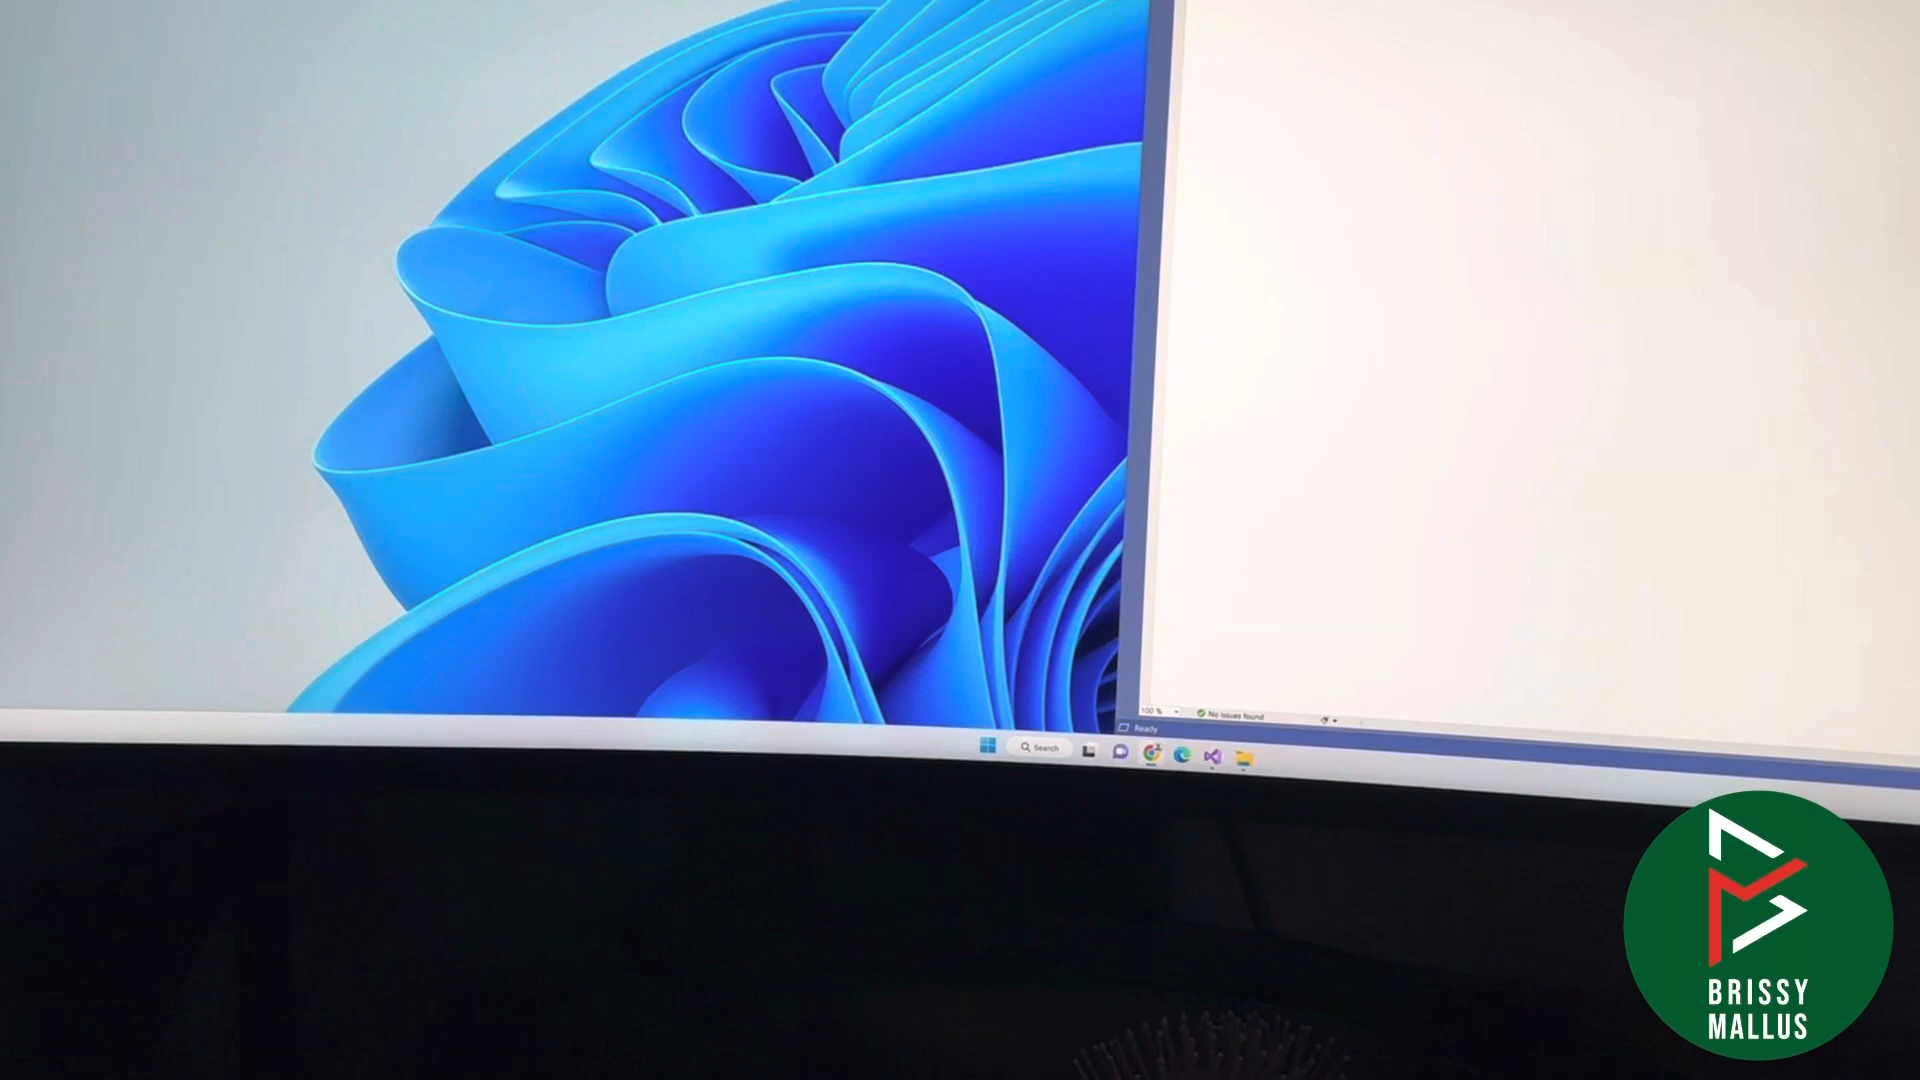 100 %
No issues found
Ready
Search
BRISSY
MALLUS